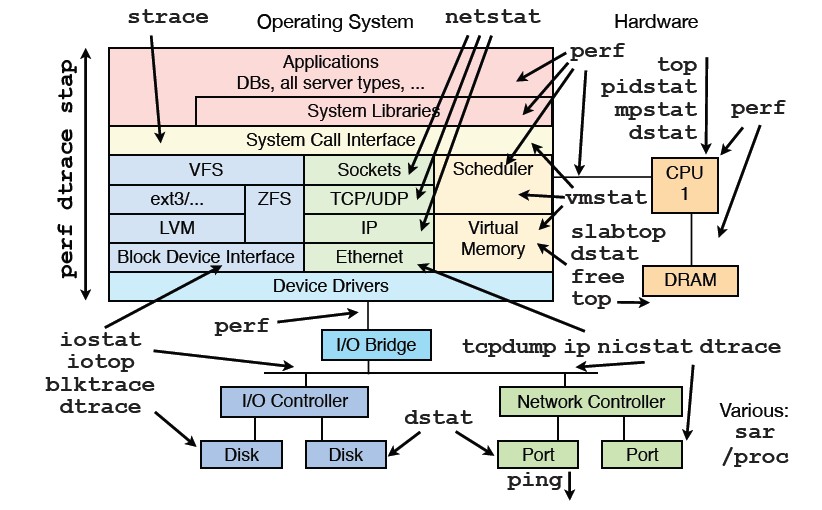 strace
Operating System
netstat
Hardware
perf
Applications
DBs, all server types, ...
System Libraries
System Call Interface
perf dtrace stap
top
pidstat
mpstat
dstat
perf
VFS
Sockets
Scheduler
CPU
1
ext3/...
ZFS
TCP/UDP
vmstat
LVM
IP
Virtual
Memory
slabtop
dstat
free
top
Block Device Interface
Ethernet
DRAM
Device Drivers
perf
I/O Bridge
iostat
iotop
blktrace
dtrace
tcpdump ip nicstat dtrace
I/O Controller
Network Controller
dstat
Various:
sar
/proc
Disk
Disk
Port
Port
ping